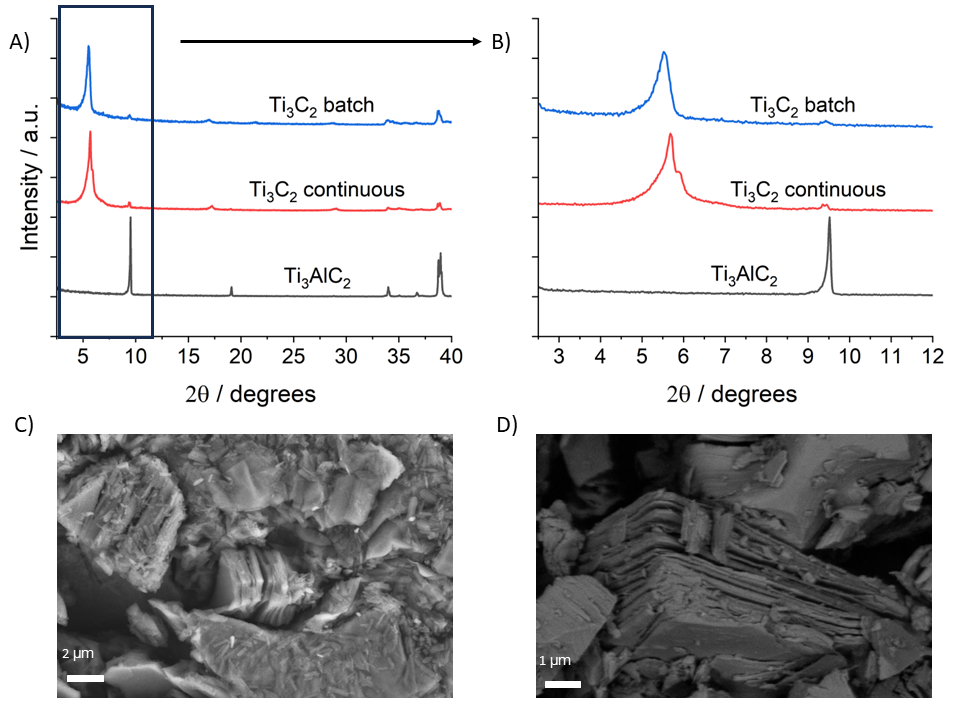 A)
B)
Ti₃C₂ batch
Ti₃C₂ batch
Ti₃C₂ continuous
Ti₃C₂ continuous
Ti₃AlC₂
Ti₃AlC₂
Intensity / a.u.
5 10 15 20 25 30 35 40
3 4 5 6 7 8 9 10 11 12
2θ / degrees
2θ / degrees
C)
D)
2 µm
1 µm